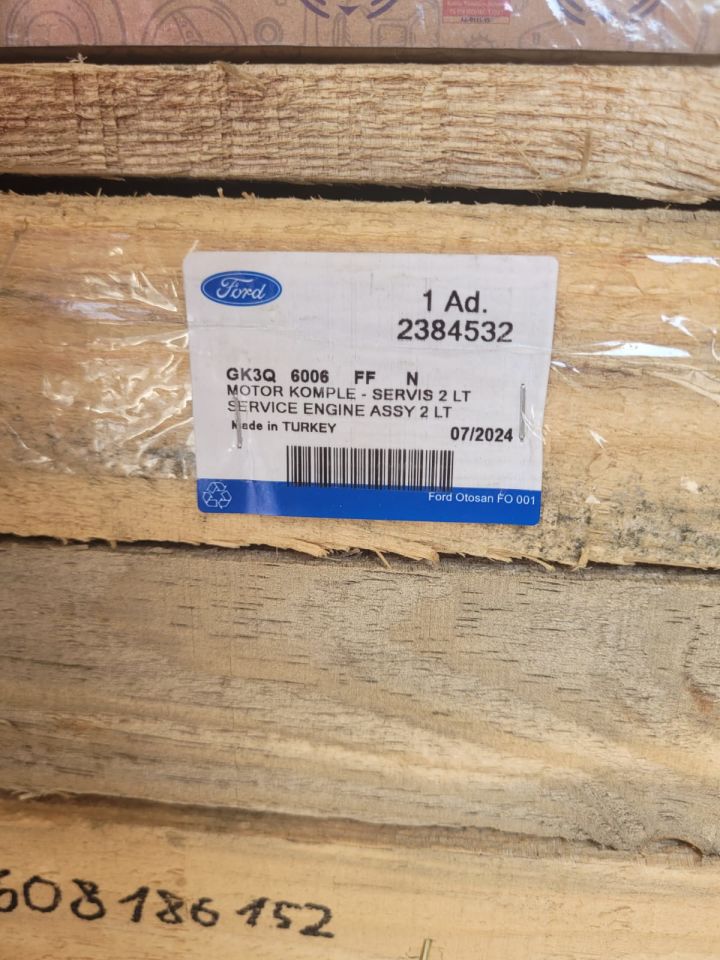 Ford
1 Ad.
2384532
GK3Q 6006 FF N
MOTOR KOMPLE - SERVIS 2 LT
SERVICE ENGINE ASSY 2 LT
Made in TURKEY
07/2024
Ford Otosan FO 001
608186152